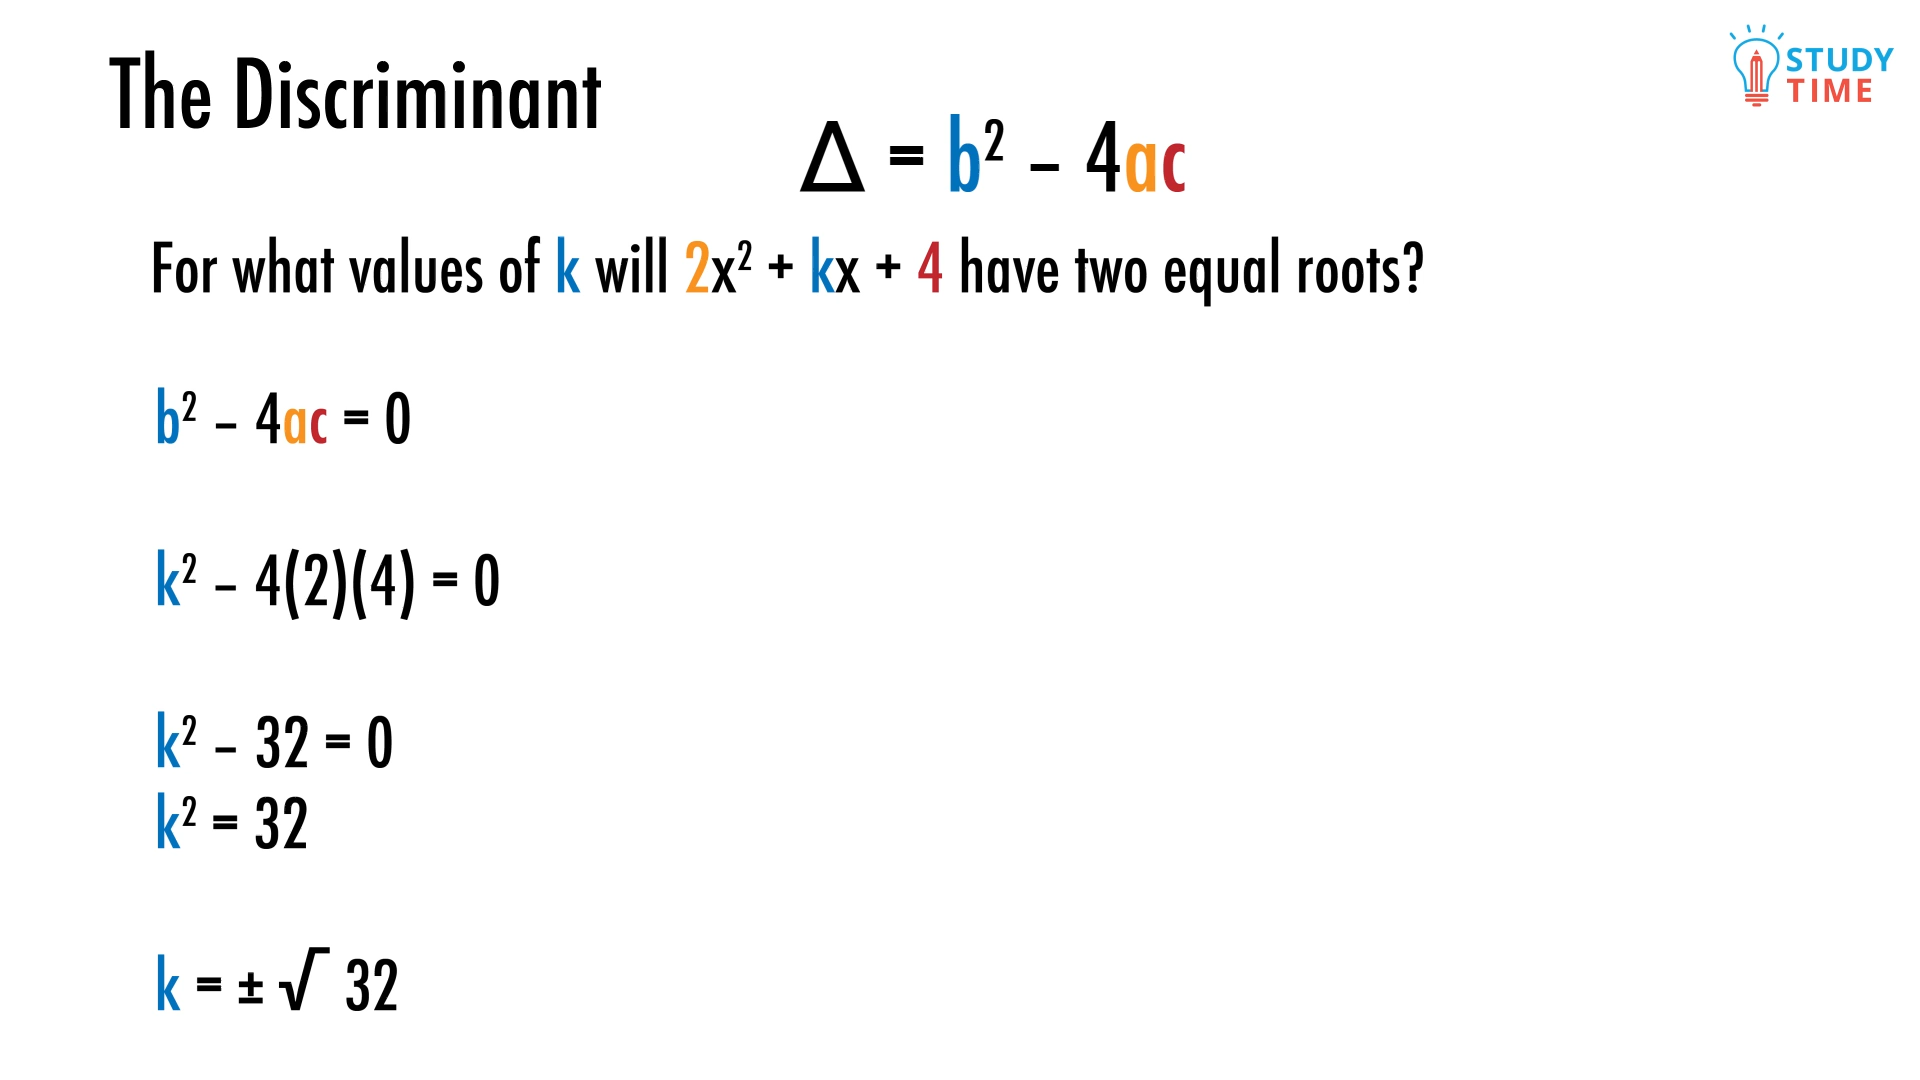 The Discriminant
STUDY
TIME
Δ = b² – 4ac
For what values of k will 2x² + kx + 4 have two equal roots?
b² – 4ac = 0
k² – 4(2)(4) = 0
k² – 32 = 0
k² = 32
k = ± √ 32